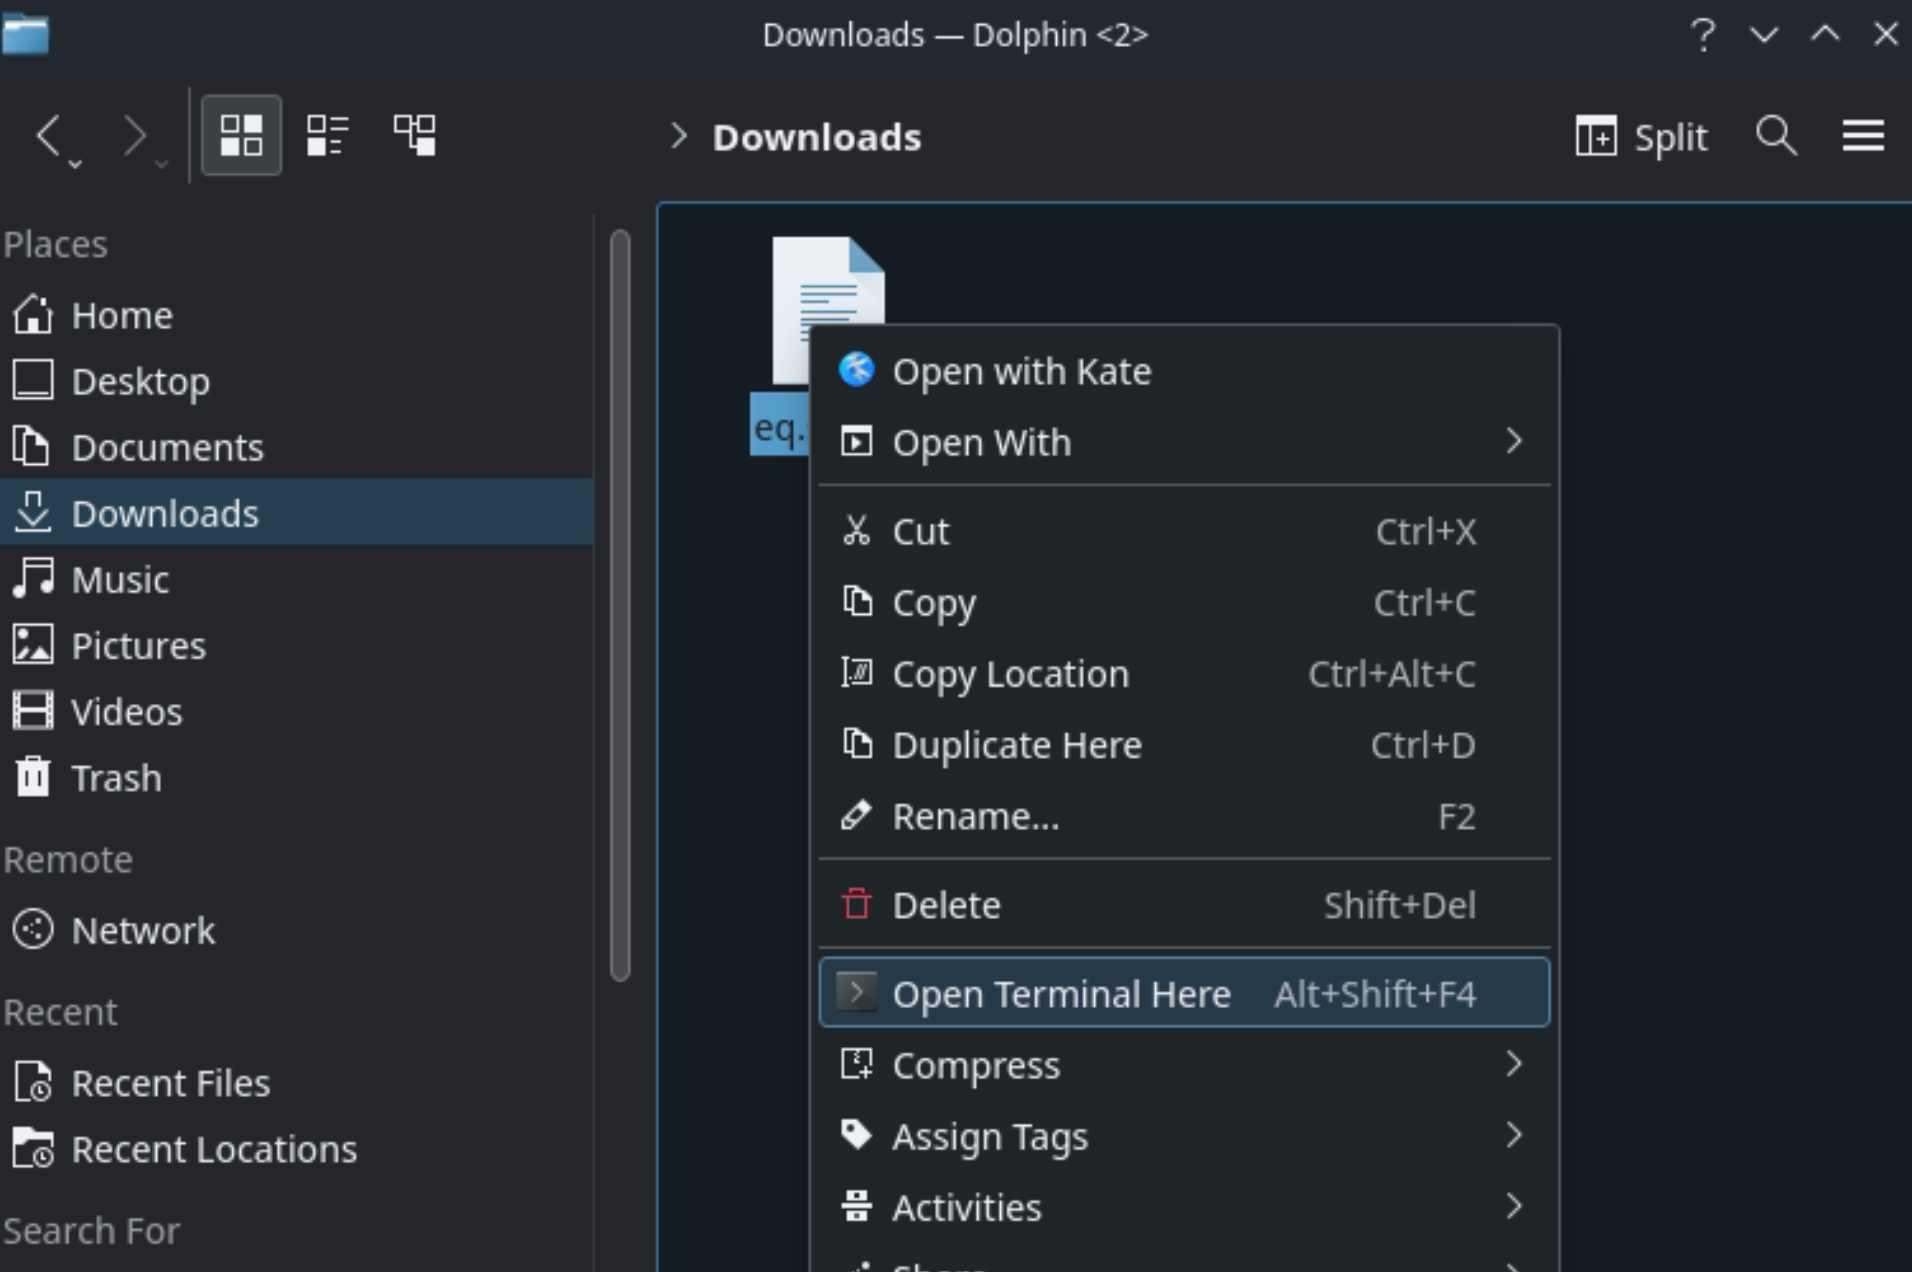 Downloads — Dolphin <2>
Downloads
Split
Places
Home
Desktop
Documents
Downloads
Music
Pictures
Videos
Trash
Remote
Network
Recent
Recent Files
Recent Locations
Search For
eq.
Open with Kate
Open With
Cut Ctrl+X
Copy Ctrl+C
Copy Location Ctrl+Alt+C
Duplicate Here Ctrl+D
Rename... F2
Delete Shift+Del
Open Terminal Here Alt+Shift+F4
Compress
Assign Tags
Activities